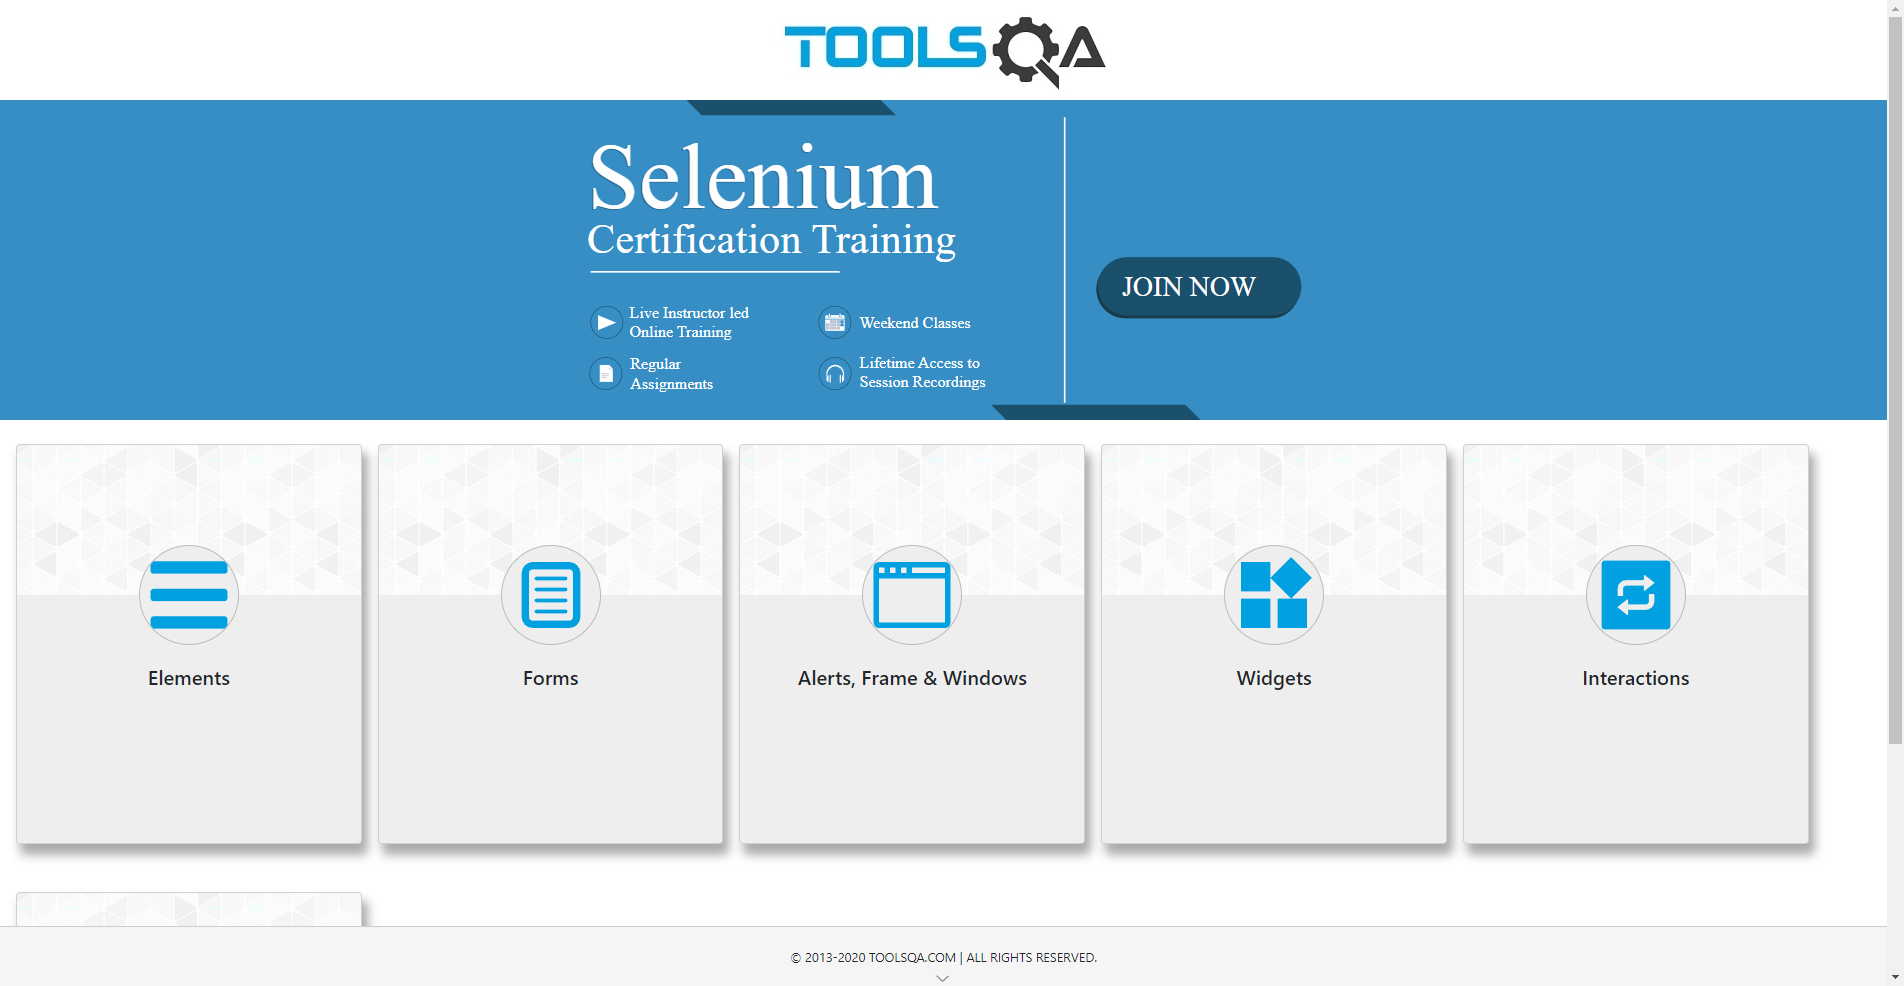 TOOLSQA
Selenium
Certification Training
JOIN NOW
Live Instructor led
Online Training
Weekend Classes
Regular
Assignments
Lifetime Access to
Session Recordings
Elements
Forms
Alerts, Frame & Windows
Widgets
Interactions
© 2013-2020 TOOLSQA.COM | ALL RIGHTS RESERVED.